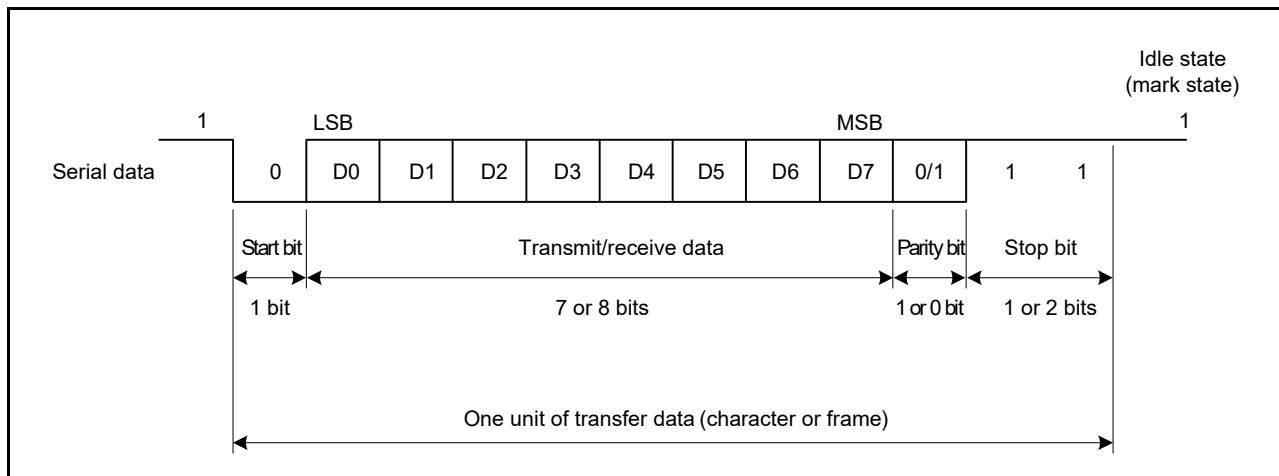 Idle state
(mark state)
1 LSB MSB 1
Serial data 0 D0 D1 D2 D3 D4 D5 D6 D7 0/1 1 1
Start bit Transmit/receive data Parity bit Stop bit
1 bit 7 or 8 bits 1 or 0 bit 1 or 2 bits
One unit of transfer data (character or frame)